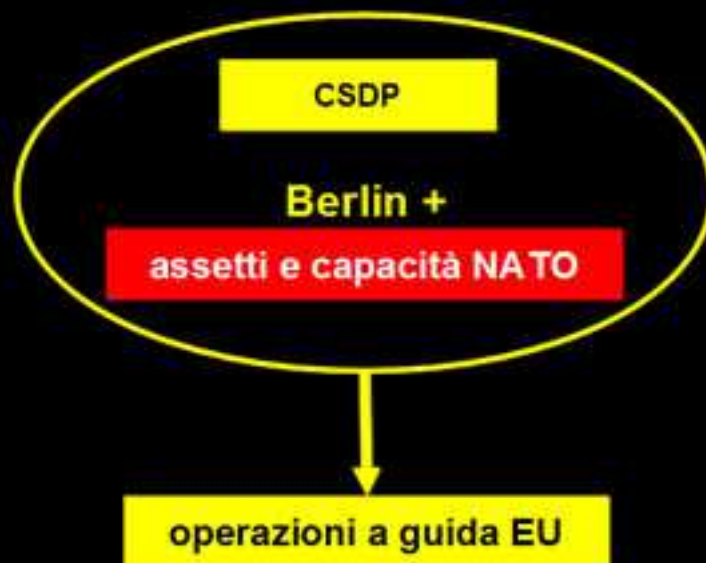 CSDP
Berlin +
assetti e capacità NATO
operazioni a guida EU